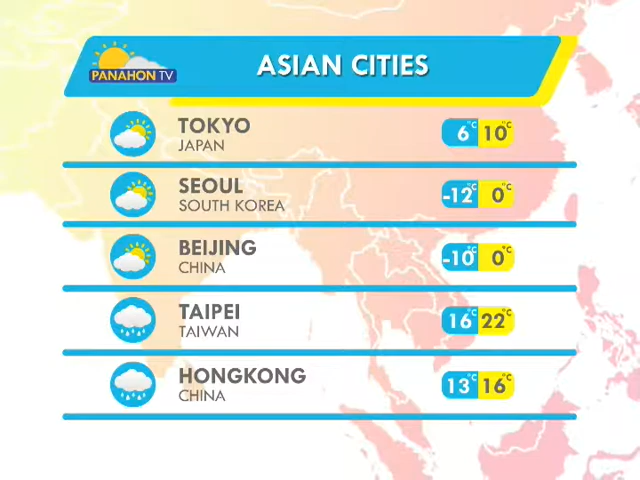 PANAHON TV
ASIAN CITIES
TOKYO
JAPAN
6°C 10°C
SEOUL
SOUTH KOREA
-12°C 0°C
BEIJING
CHINA
-10°C 0°C
TAIPEI
TAIWAN
16°C 22°C
HONGKONG
CHINA
13°C 16°C